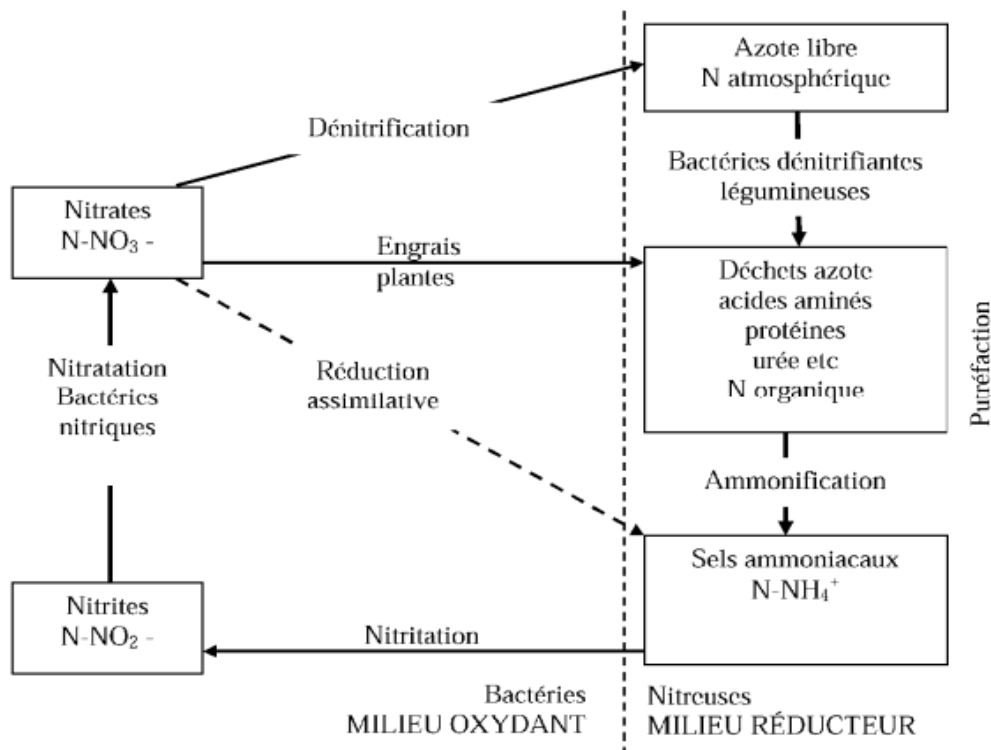 Azote libre
N atmosphérique
Dénitrification
Bactéries dénitrifiantes
légumineuses
Nitrates
N-NO₃ -
Engrais
plantes
Déchets azote
acides aminés
protéines
urée etc
N organique
Putréfaction
Nitratation
Bactéries
nitriques
Réduction
assimilative
Ammonification
Sels ammoniacaux
N-NH₄⁺
Nitrites
N-NO₂ -
Nitritation
Bactéries Nitreuses
MILIEU OXYDANT MILIEU RÉDUCTEUR